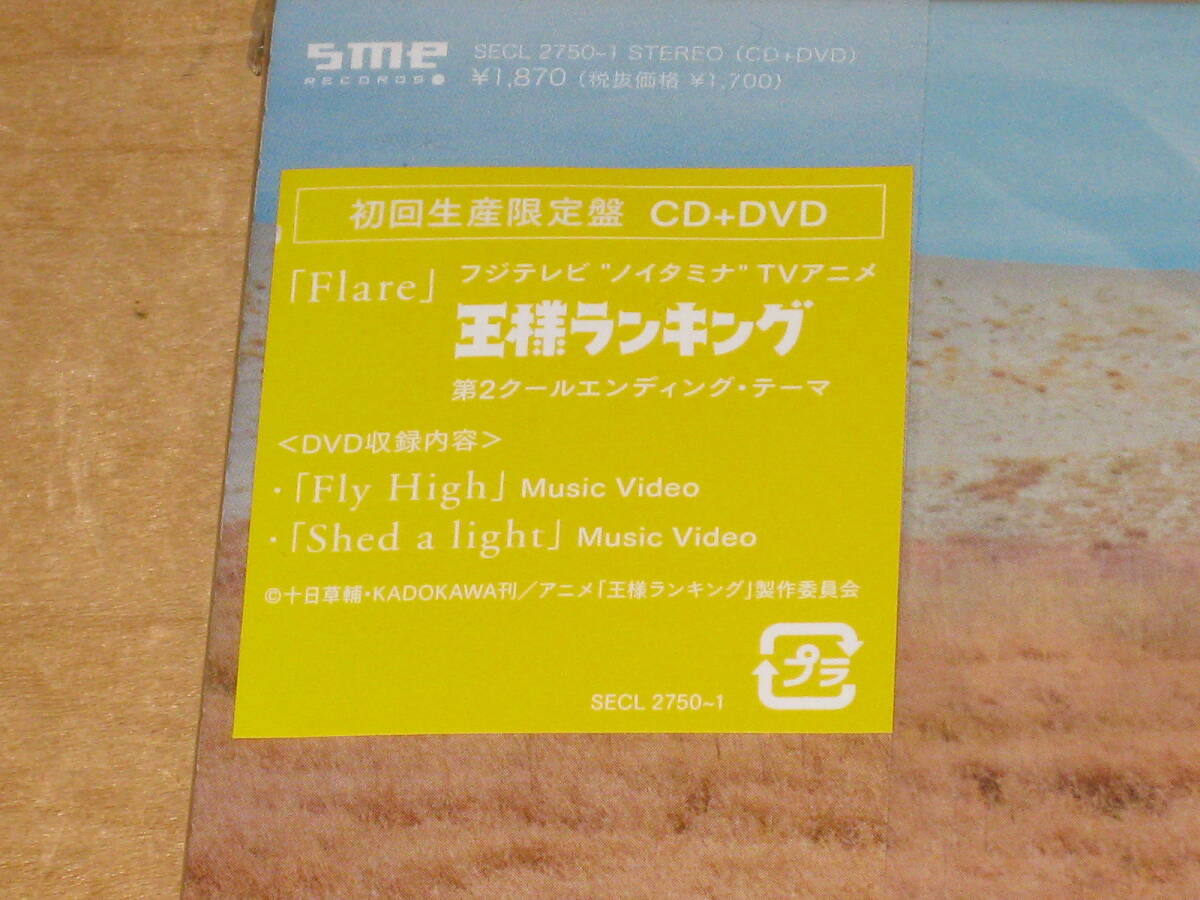 sme
RECORDS
SECL 2750~1 STEREO (CD+DVD)
¥1,870 (税抜価格 ¥1,700)
初回生産限定盤 CD+DVD
「Flare」 フジテレビ "ノイタミナ" TVアニメ
王様ランキング
第2クールエンディング・テーマ
<DVD収録内容>
・「Fly High」 Music Video
・「Shed a light」 Music Video
©十日草輔・KADOKAWA刊／アニメ「王様ランキング」製作委員会
プラ
SECL 2750~1